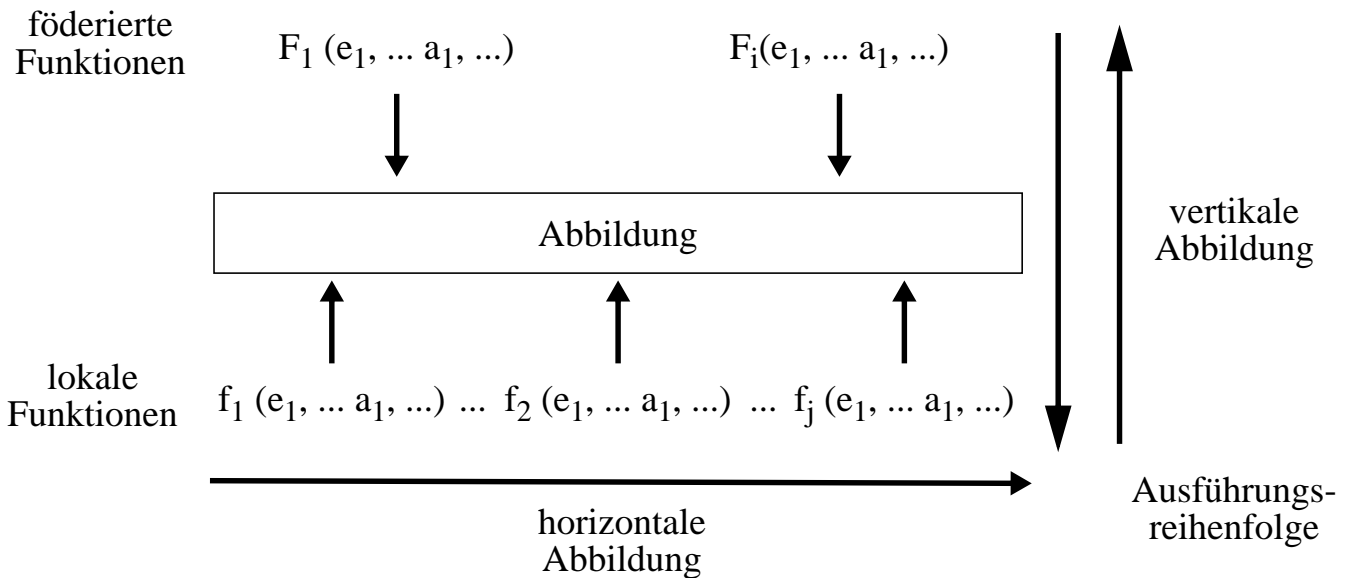 föderierte
Funktionen
F1 (e1, ... a1, ...)
Fi(e1, ... a1, ...)
Abbildung
vertikale
Abbildung
lokale
Funktionen
f1 (e1, ... a1, ...) ... f2 (e1, ... a1, ...) ... fj (e1, ... a1, ...)
horizontale
Abbildung
Ausführungs-
reihenfolge